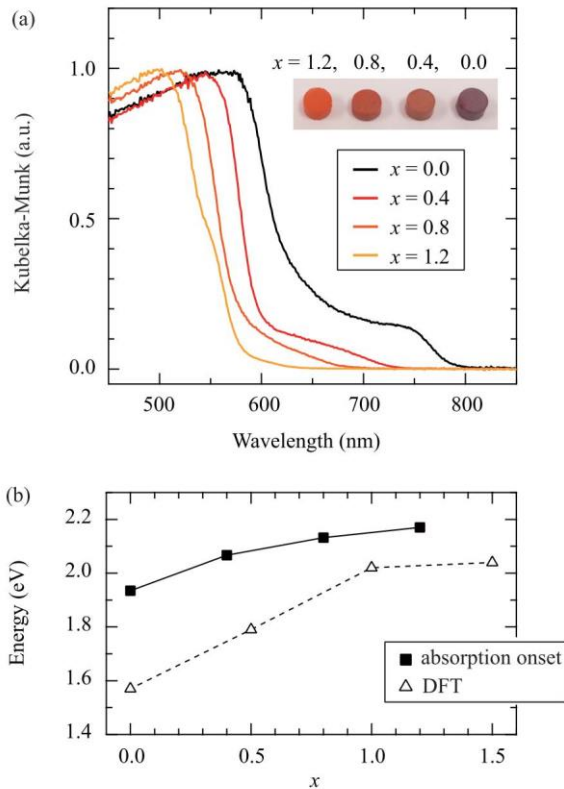 (a)
x = 1.2, 0.8, 0.4, 0.0
1.0
0.5
0.0
Kubelka-Munk (a.u.)
x = 0.0
x = 0.4
x = 0.8
x = 1.2
500 600 700 800
Wavelength (nm)
(b)
2.2
2.0
1.8
1.6
1.4
Energy (eV)
absorption onset
DFT
0.0 0.5 1.0 1.5
x